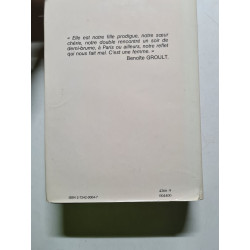 « Elle est notre fille prodigue, notre sœur
chérie, notre double rencontré un soir de
demi-brume, à Paris ou ailleurs, notre reflet
qui nous fait mal. C'est une femme. »
Benoîte GROULT.